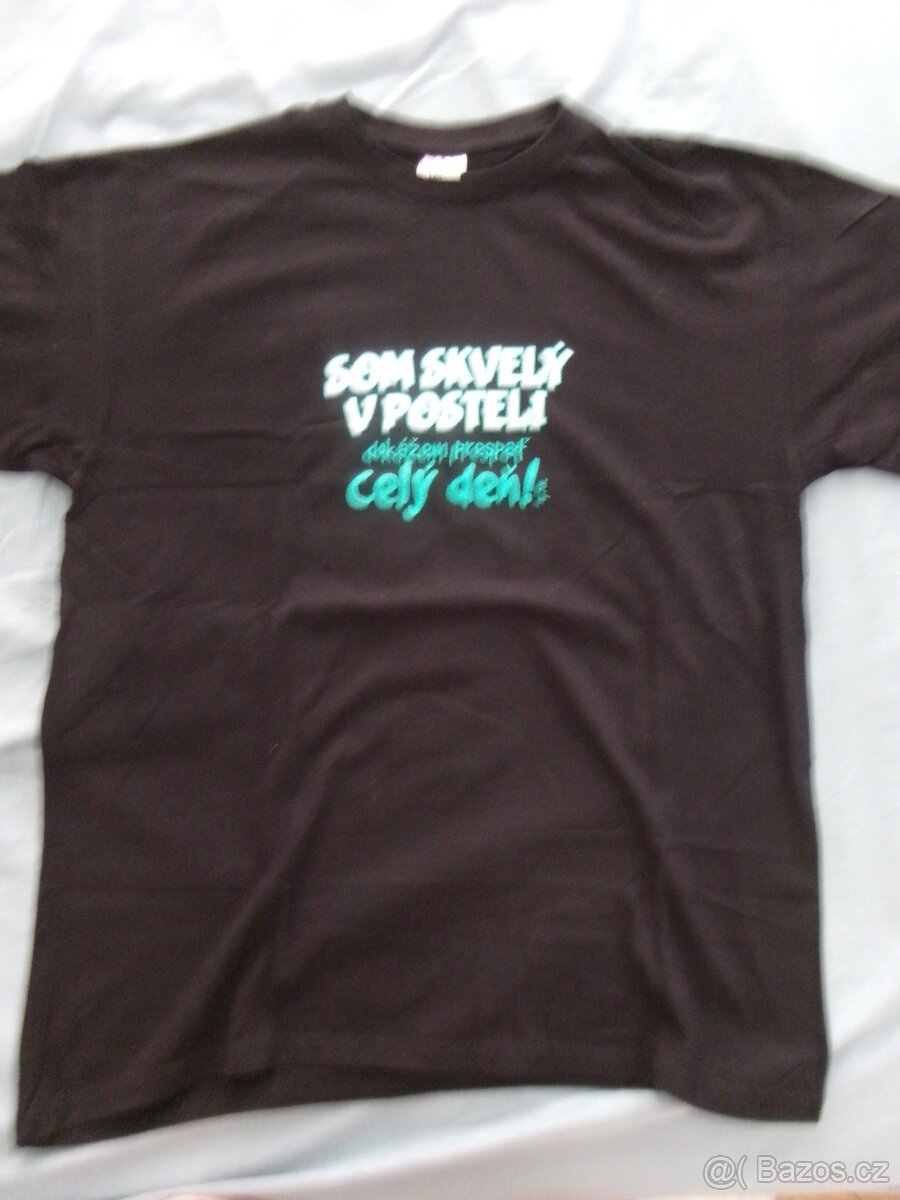 SOM SKVELÝ
V POSTELI
dokážem prespať
celý deň!
@( Bazos.cz